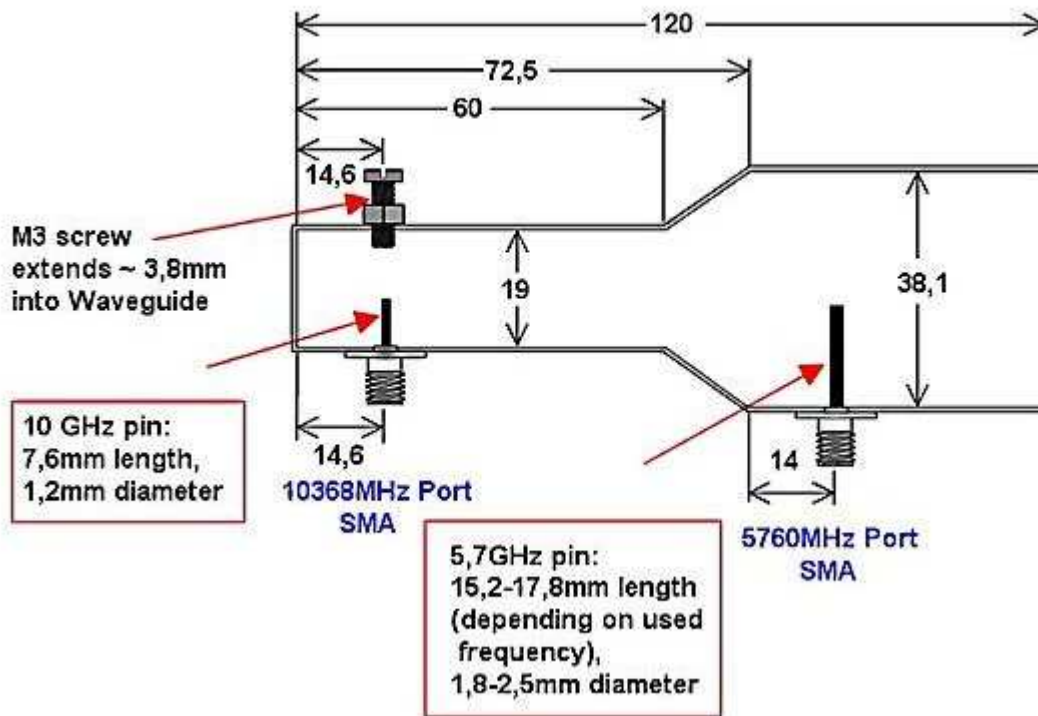 120
72,5
60
14,6
M3 screw
extends ~ 3,8mm
into Waveguide
19
38,1
10 GHz pin:
7,6mm length,
1,2mm diameter
14,6
10368MHz Port
SMA
14
5760MHz Port
SMA
5,7GHz pin:
15,2-17,8mm length
(depending on used
frequency),
1,8-2,5mm diameter